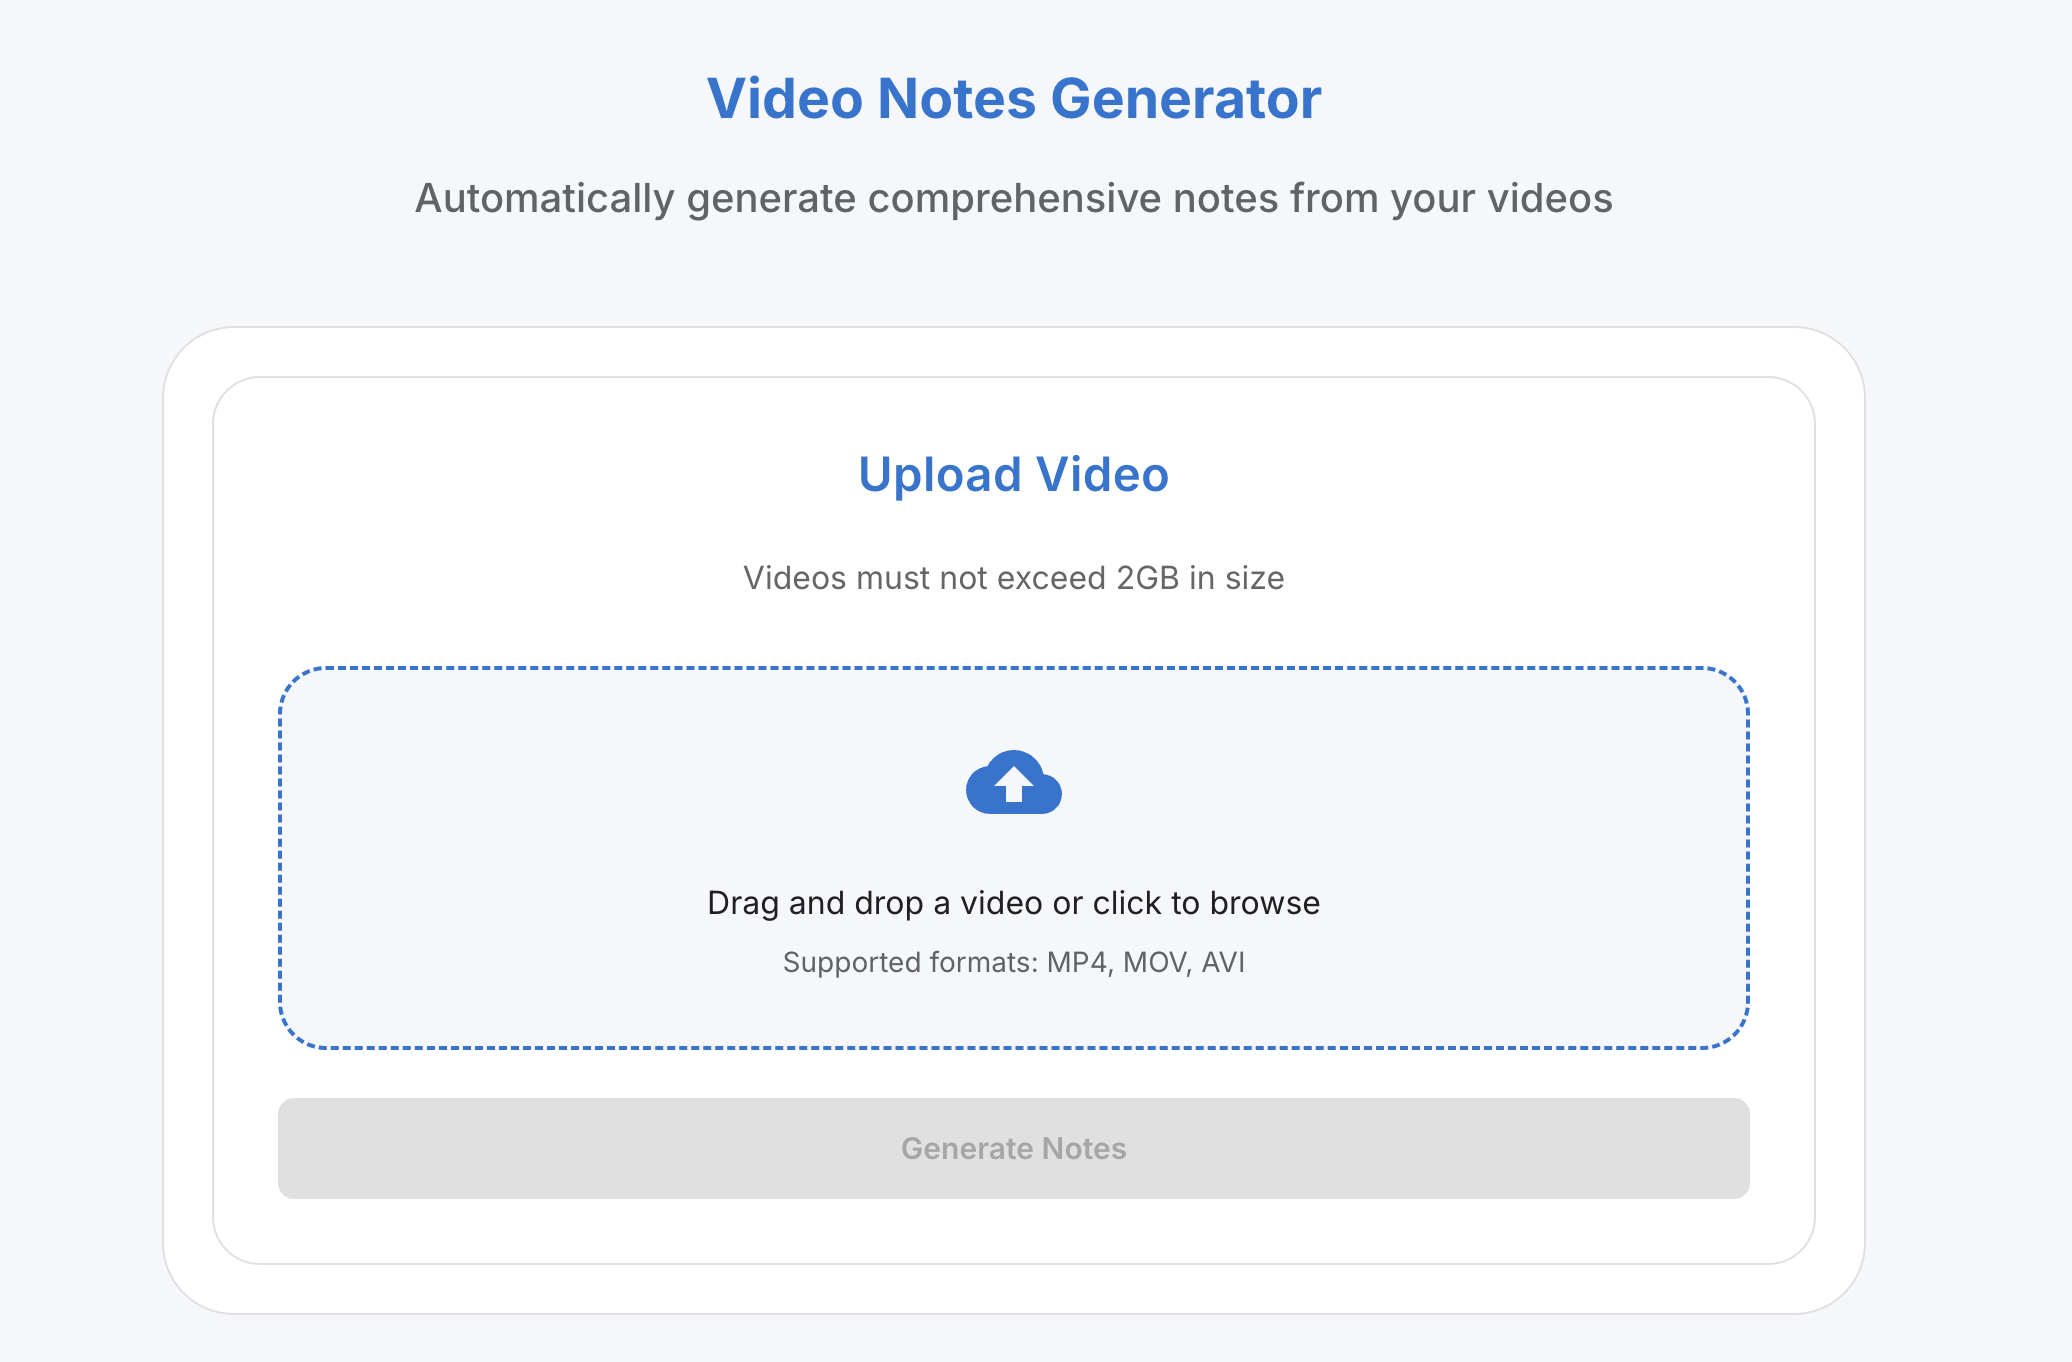 Video Notes Generator
Automatically generate comprehensive notes from your videos
Upload Video
Videos must not exceed 2GB in size
Drag and drop a video or click to browse
Supported formats: MP4, MOV, AVI
Generate Notes